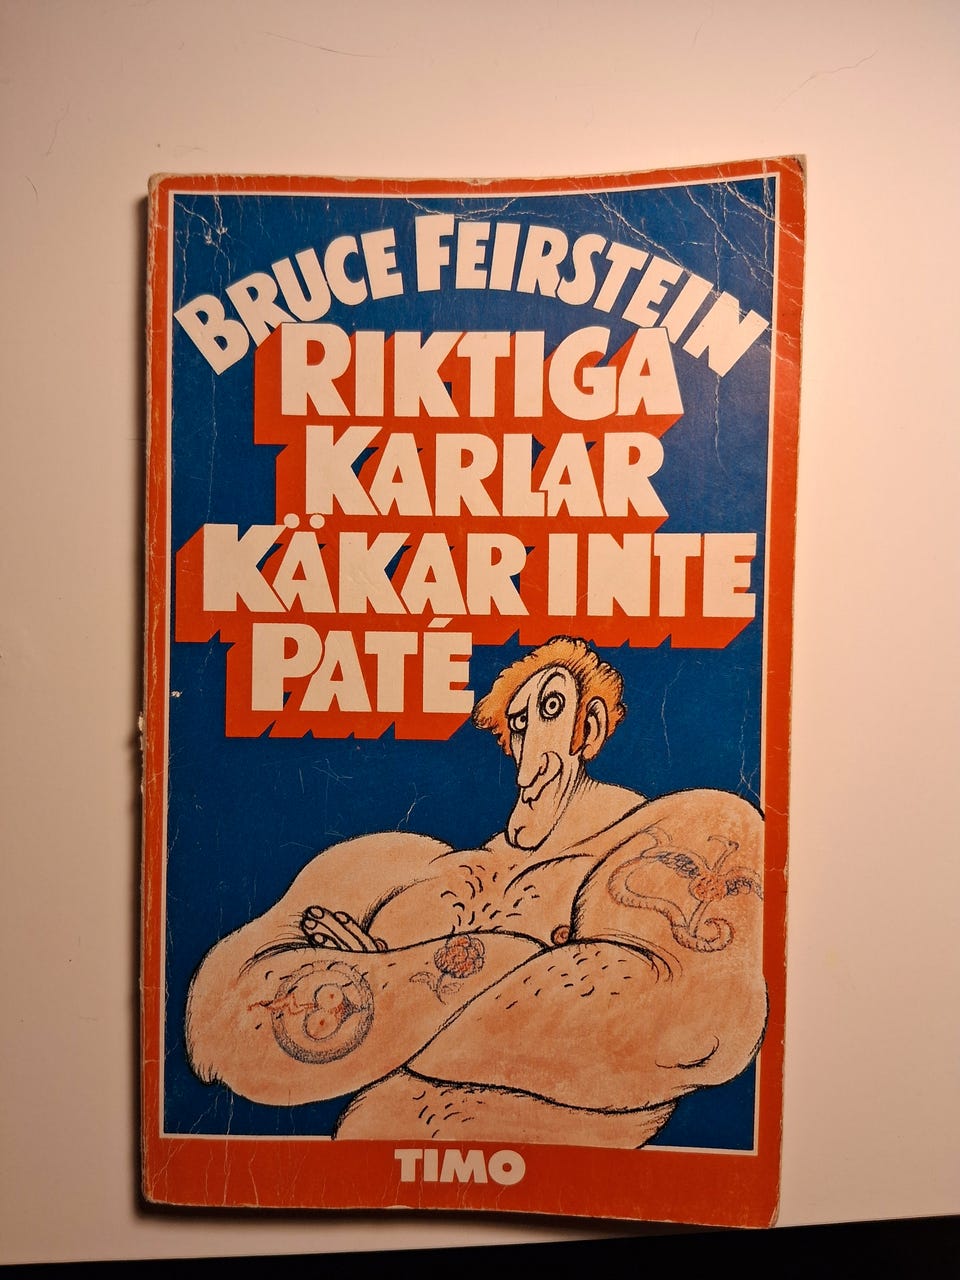 BRUCE FEIRSTEIN
RIKTIGA
KARLAR
KÄKAR INTE
PATÉ
TIMO